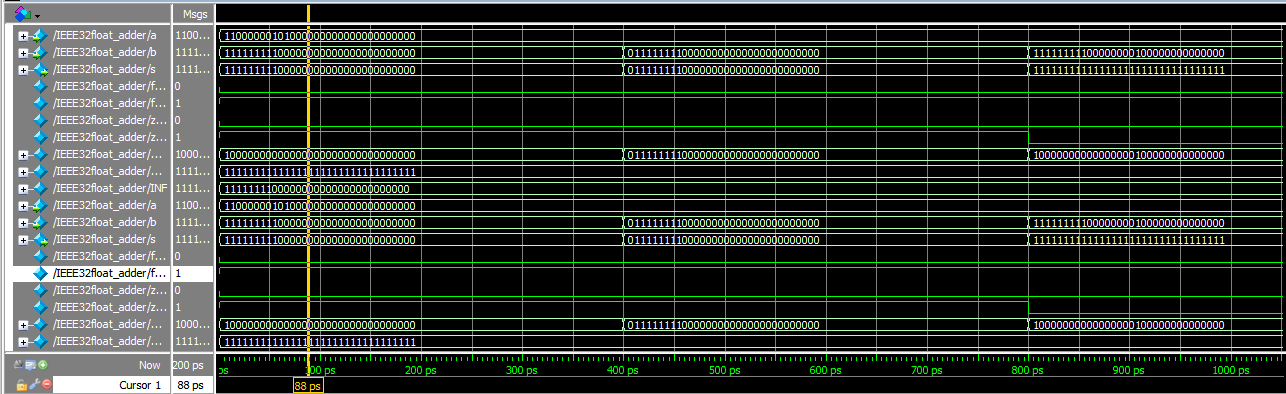 Msgs
/IEEE32float_adder/a 1100... 11000000101000000000000000000000
/IEEE32float_adder/b 1111... 11111111100000000000000000000000 01111111100000000000000000000000 11111111100000000100000000000000
/IEEE32float_adder/s 1111... 11111111100000000000000000000000 01111111100000000000000000000000 11111111111111111111111111111111
/IEEE32float_adder/f... 0
/IEEE32float_adder/f... 1
/IEEE32float_adder/z... 0
/IEEE32float_adder/z... 1
/IEEE32float_adder/... 1000... 10000000000000000000000000000000 01111111100000000000000000000000 10000000000000000100000000000000
/IEEE32float_adder/... 1111... 11111111111111111111111111111111
/IEEE32float_adder/INF 1111... 1111111100000000000000000000000
/IEEE32float_adder/a 1100... 11000000101000000000000000000000
/IEEE32float_adder/b 1111... 11111111100000000000000000000000 01111111100000000000000000000000 11111111100000000100000000000000
/IEEE32float_adder/s 1111... 11111111100000000000000000000000 01111111100000000000000000000000 11111111111111111111111111111111
/IEEE32float_adder/f... 0
/IEEE32float_adder/f... 1
/IEEE32float_adder/z... 0
/IEEE32float_adder/z... 1
/IEEE32float_adder/... 1000... 10000000000000000000000000000000 01111111100000000000000000000000 10000000000000000100000000000000
/IEEE32float_adder/... 1111... 11111111111111111111111111111111
Now 200 ps ps 100 ps 200 ps 300 ps 400 ps 500 ps 600 ps 700 ps 800 ps 900 ps 1000 ps
Cursor 1 88 ps 88 ps